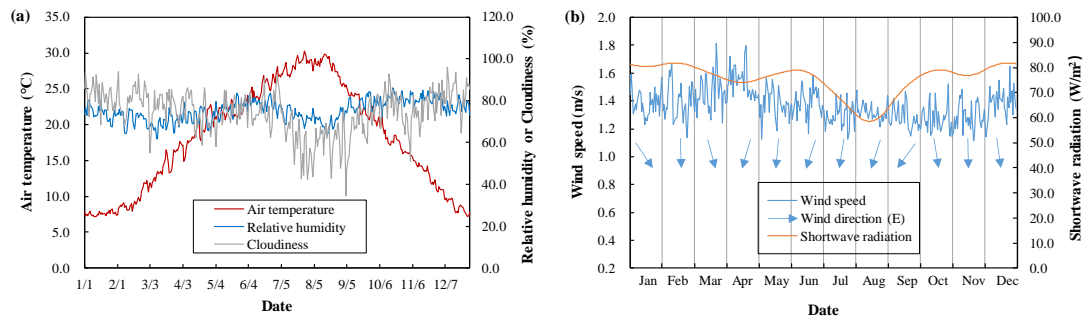 (a)
35.0
30.0
25.0
20.0
15.0
10.0
5.0
0.0
Air temperature (℃)
120.0
100.0
80.0
60.0
40.0
20.0
0.0
Relative humidity or Cloudiness (%)
Air temperature
Relative humidity
Cloudiness
1/1 2/1 3/3 4/3 5/4 6/4 7/5 8/5 9/5 10/6 11/6 12/7
Date
(b)
2.0
1.8
1.6
1.4
1.2
1.0
0.8
0.6
0.4
0.2
Wind speed (m/s)
100.0
90.0
80.0
70.0
60.0
50.0
40.0
30.0
20.0
10.0
0.0
Shortwave radiation (W/m²)
Wind speed
Wind direction (E)
Shortwave radiation
Jan Feb Mar Apr May Jun Jul Aug Sep Oct Nov Dec
Date